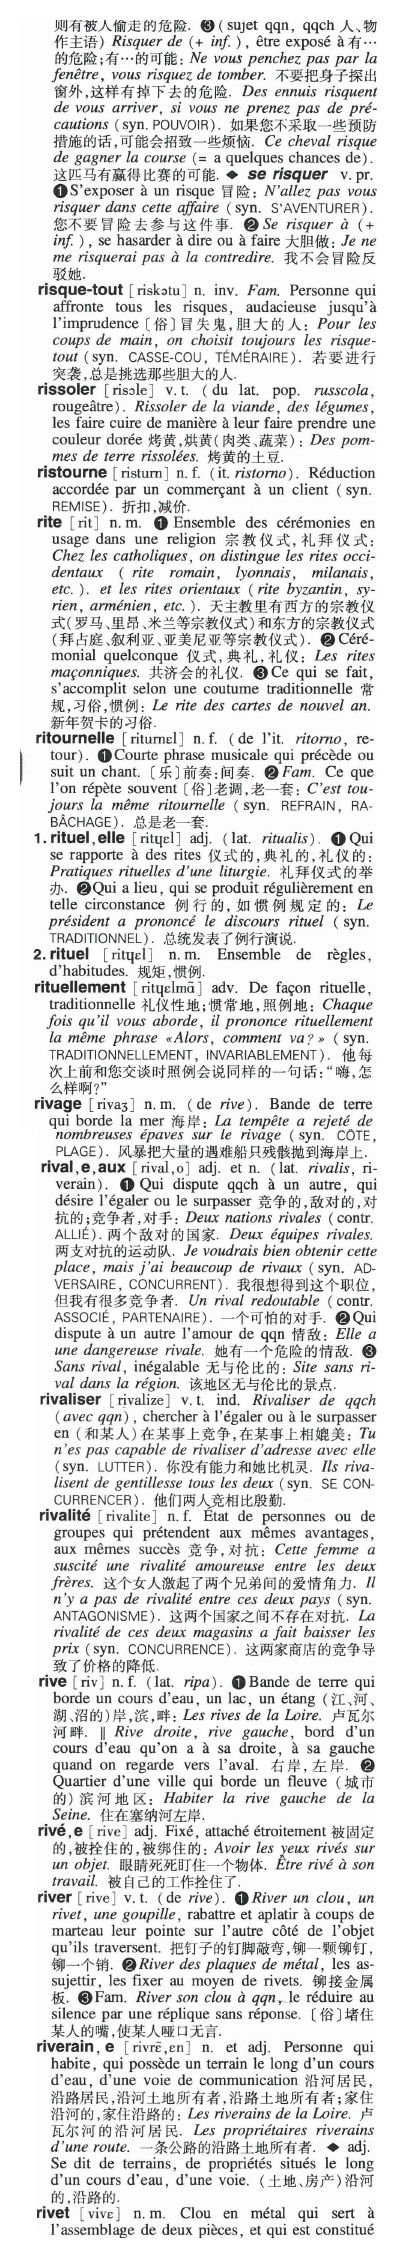 则有被人偷走的危险. ❸ ( sujet qqn, qqch 人、物
作主语) Risquer de (+ inf. ), être exposé à 有…
的危险;有…的可能: Ne vous penchez pas par la
fenêtre, vous risquez de tomber. 不要把身子探出
窗外,这样有掉下去的危险. Des ennuis risquent
de vous arriver, si vous ne prenez pas de pré-
cautions (syn. POUVOIR). 如果您不采取一些预防
措施的话,可能会招致一些烦恼. Ce cheval risque
de gagner la course (= a quelques chances de).
这匹马有赢得比赛的可能. ◆ se risquer v. pr.
❶ S'exposer à un risque 冒险: N'allez pas vous
risquer dans cette affaire (syn. S'AVENTURER).
您不要冒险去参与这件事. ❷ Se risquer à (+
inf. ), se hasarder à dire ou à faire 大胆做: Je ne
me risquerai pas à la contredire. 我不会冒险反
驳她.
risque-tout [riskətu] n. inv. Fam. Personne qui
affronte tous les risques, audacieuse jusqu'à
l'imprudence 〔俗〕冒失鬼,胆大的人: Pour les
coups de main, on choisit toujours les risque-
tout (syn. CASSE-COU, TÉMÉRAIRE). 若要进行
突袭,总是挑选那些胆大的人.
rissoler [risɔle] v. t. ( du lat. pop. russcola,
rougeâtre). Rissoler de la viande, des légumes,
les faire cuire de manière à leur faire prendre une
couleur dorée 烤黄,烘黄(肉类、蔬菜): Des pom-
mes de terre rissolées. 烤黄的土豆.
ristourne [risturn] n. f. (it. ristorno). Réduction
accordée par un commerçant à un client ( syn.
REMISE). 折扣,减价.
rite [rit] n. m. ❶ Ensemble des cérémonies en
usage dans une religion 宗教仪式,礼拜仪式:
Chez les catholiques, on distingue les rites occi-
dentaux ( rite romain, lyonnais, milanais,
etc. ). et les rites orientaux ( rite byzantin, sy-
rien, arménien, etc. ). 天主教里有西方的宗教仪
式(罗马、里昂、米兰等宗教仪式)和东方的宗教仪式
(拜占庭、叙利亚、亚美尼亚等宗教仪式). ❷ Céré-
monial quelconque 仪式,典礼,礼仪: Les rites
maçonniques. 共济会的礼仪. ❸ Ce qui se fait,
s'accomplit selon une coutume traditionnelle 常
规,习俗,惯例: Le rite des cartes de nouvel an.
新年贺卡的习俗.
ritournelle [riturnɛl] n. f. ( de l'it. ritorno, re-
tour). ❶ Courte phrase musicale qui précède ou
suit un chant. 〔乐〕前奏;间奏. ❷ Fam. Ce que
l'on répète souvent 〔俗〕老调,老一套: C'est tou-
jours la même ritournelle ( syn. REFRAIN, RA-
BÂCHAGE). 总是老一套.
1. rituel, elle [ritɥɛl] adj. (lat. ritualis). ❶ Qui
se rapporte à des rites 仪式的,典礼的,礼仪的:
Pratiques rituelles d'une liturgie. 礼拜仪式的举
办. ❷ Qui a lieu, qui se produit régulièrement en
telle circonstance 例行的,如惯例规定的: Le
président a prononcé le discours rituel ( syn.
TRADITIONNEL). 总统发表了例行演说.
2. rituel [ritɥɛl] n. m. Ensemble de règles,
d'habitudes. 规矩,惯例.
rituellement [ritɥɛlmɑ̃] adv. De façon rituelle,
traditionnelle 礼仪性地;惯常地,照例地: Chaque
fois qu'il vous aborde, il prononce rituellement
la même phrase «Alors, comment va? » ( syn.
TRADITIONNELLEMENT, INVARIABLEMENT). 他每
次上前和您交谈时照例会说同样的一句话:“嗨,怎
么样啊?”
rivage [rivaʒ] n. m. ( de rive). Bande de terre
qui borde la mer 海岸: La tempête a rejeté de
nombreuses épaves sur le rivage (syn. CÔTE,
PLAGE). 风暴把大量的遇难船只残骸抛到海岸上.
rival, e, aux [rival, o] adj. et n. (lat. rivalis, ri-
verain). ❶ Qui dispute qqch à un autre, qui
désire l'égaler ou le surpasser 竞争的,敌对的,对
抗的;竞争者,对手: Deux nations rivales (contr.
ALLIÉ). 两个敌对的国家. Deux équipes rivales.
两支对抗的运动队. Je voudrais bien obtenir cette
place, mais j'ai beaucoup de rivaux (syn. AD-
VERSAIRE, CONCURRENT). 我很想得到这个职位,
但我有很多竞争者. Un rival redoutable (contr.
ASSOCIÉ, PARTENAIRE). 一个可怕的对手. ❷ Qui
dispute à un autre l'amour de qqn 情敌: Elle a
une dangereuse rivale. 她有一个危险的情敌. ❸
Sans rival, inégalable 无与伦比的: Site sans ri-
val dans la région. 该地区无与伦比的景点.
rivaliser [rivalize] v. t. ind. Rivaliser de qqch
(avec qqn), chercher à l'égaler ou à le surpasser
en (和某人)在某事上竞争,在某事上相媲美: Tu
n'es pas capable de rivaliser d'adresse avec elle
(syn. LUTTER). 你没有能力和她比机灵. Ils riva-
lisent de gentillesse tous les deux (syn. SE CON-
CURRENCER). 他们两人竞相比殷勤.
rivalité [rivalite] n. f. État de personnes ou de
groupes qui prétendent aux mêmes avantages,
aux mêmes succès 竞争,对抗: Cette femme a
suscité une rivalité amoureuse entre les deux
frères. 这个女人激起了两个兄弟间的爱情角力. Il
n'y a pas de rivalité entre ces deux pays (syn.
ANTAGONISME). 这两个国家之间不存在对抗. La
rivalité de ces deux magasins a fait baisser les
prix (syn. CONCURRENCE). 这两家商店的竞争导
致了价格的降低.
rive [riv] n. f. (lat. ripa). ❶ Bande de terre qui
borde un cours d'eau, un lac, un étang (江、河、
湖、沼的)岸,滨,畔: Les rives de la Loire. 卢瓦尔
河畔. ‖ Rive droite, rive gauche, bord d'un
cours d'eau qu'on a à sa droite, à sa gauche
quand on regarde vers l'aval. 右岸,左岸. ❷
Quartier d'une ville qui borde un fleuve (城市
的) 滨河地区: Habiter la rive gauche de la
Seine. 住在塞纳河左岸.
rivé, e [rive] adj. Fixé, attaché étroitement 被固定
的,被拴住的,被绑住的: Avoir les yeux rivés sur
un objet. 眼睛死死盯住一个物体. Être rivé à son
travail. 被自己的工作拴住了.
river [rive] v. t. (de rive). ❶ River un clou, un
rivet, une goupille, rabattre et aplatir à coups de
marteau leur pointe sur l'autre côté de l'objet
qu'ils traversent. 把钉子的钉脚敲弯,铆一颗铆钉,
铆一个销. ❷ River des plaques de métal, les as-
sujettir, les fixer au moyen de rivets. 铆接金属
板. ❸ Fam. River son clou à qqn, le réduire au
silence par une réplique sans réponse. 〔俗〕堵住
某人的嘴,使某人哑口无言.
riverain, e [rivrɛ̃, ɛn] n. et adj. Personne qui
habite, qui possède un terrain le long d'un cours
d'eau, d'une voie de communication 沿河居民,
沿路居民,沿河土地所有者,沿路土地所有者;家住
沿河的,家住沿路的: Les riverains de la Loire. 卢
瓦尔河的沿河居民. Les propriétaires riverains
d'une route. 一条公路的沿路土地所有者. ◆ adj.
Se dit de terrains, de propriétés situés le long
d'un cours d'eau, d'une voie. (土地、房产)沿河
的,沿路的.
rivet [vivɛ] n. m. Clou en métal qui sert à
l'assemblage de deux pièces, et qui est constitué